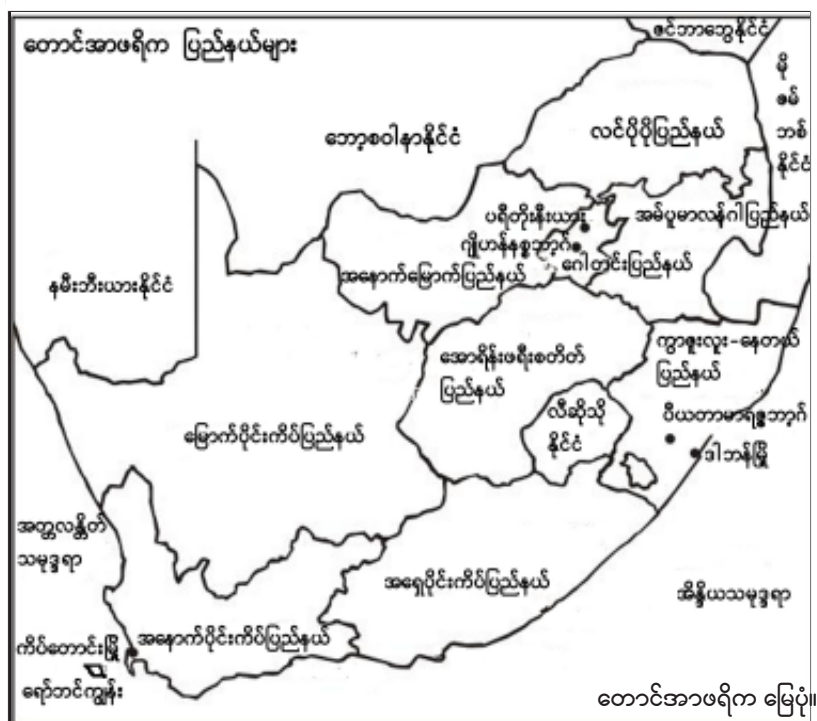 တောင်အာဖရိက ပြည်နယ်များ
ဇင်ဘာဘွေနိုင်ငံ
မို
ဇမ်
ဘစ်
နိုင်ငံ
ဘော့စဝါနာနိုင်ငံ
လင်ပိုပိုပြည်နယ်
ပရီတိုးနီးယား
အမ်ပူမာလန်ဂါပြည်နယ်
ဂျိုဟန်နစ္စဘာ့ဂ်
ဂေါတင်းပြည်နယ်
အနောက်မြောက်ပြည်နယ်
နမီးဘီးယားနိုင်ငံ
ကွာဇူးလူး-နေတယ်
ပြည်နယ်
အောရိန်းဖရီးစတိတ်
ပြည်နယ်
လီဆိုသို
နိုင်ငံ
ပီယတာမာရဇ္ဇဘာ့ဂ်
ဒါဘန်မြို့
မြောက်ပိုင်းကိပ်ပြည်နယ်
အတ္တလန္တိတ်
သမုဒ္ဒရာ
အရှေ့ပိုင်းကိပ်ပြည်နယ်
အိန္ဒိယသမုဒ္ဒရာ
ကိပ်တောင်းမြို့
အနောက်ပိုင်းကိပ်ပြည်နယ်
ရော်ဘင်ကျွန်း
တောင်အာဖရိက မြေပုံ။